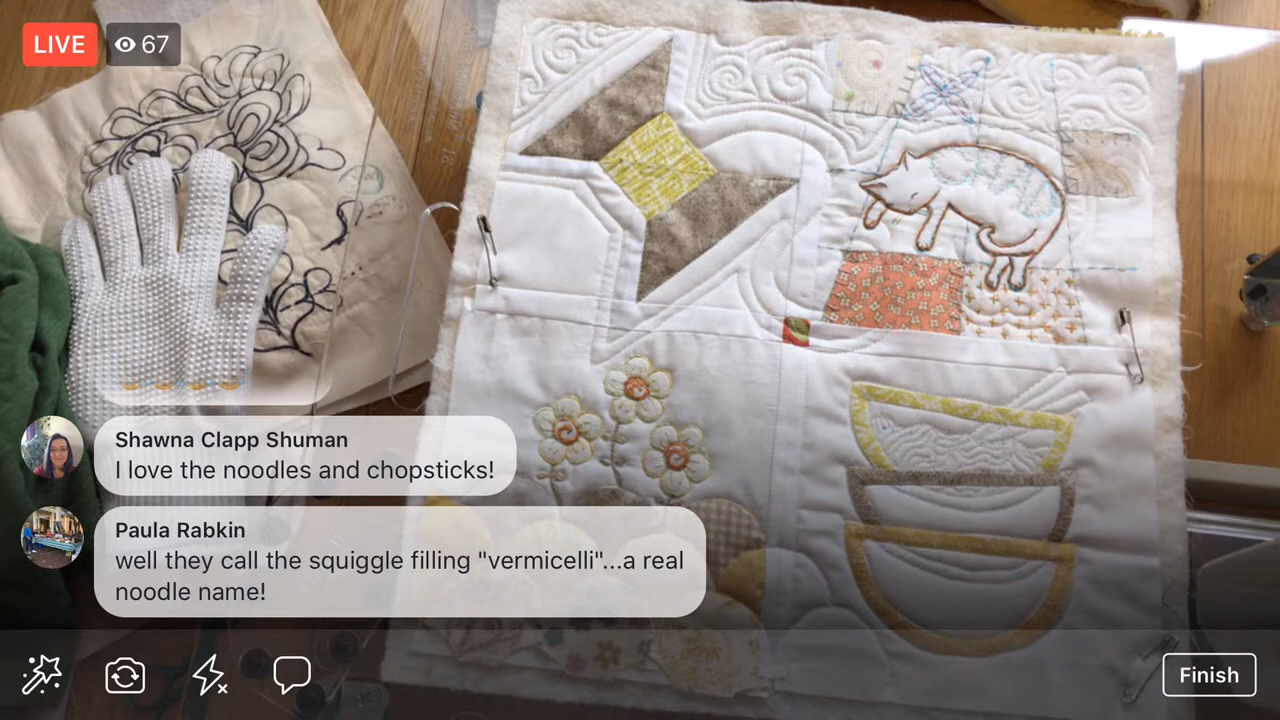 LIVE 67
Shawna Clapp Shuman
I love the noodles and chopsticks!
Paula Rabkin
well they call the squiggle filling "vermicelli"...a real
noodle name!
Finish